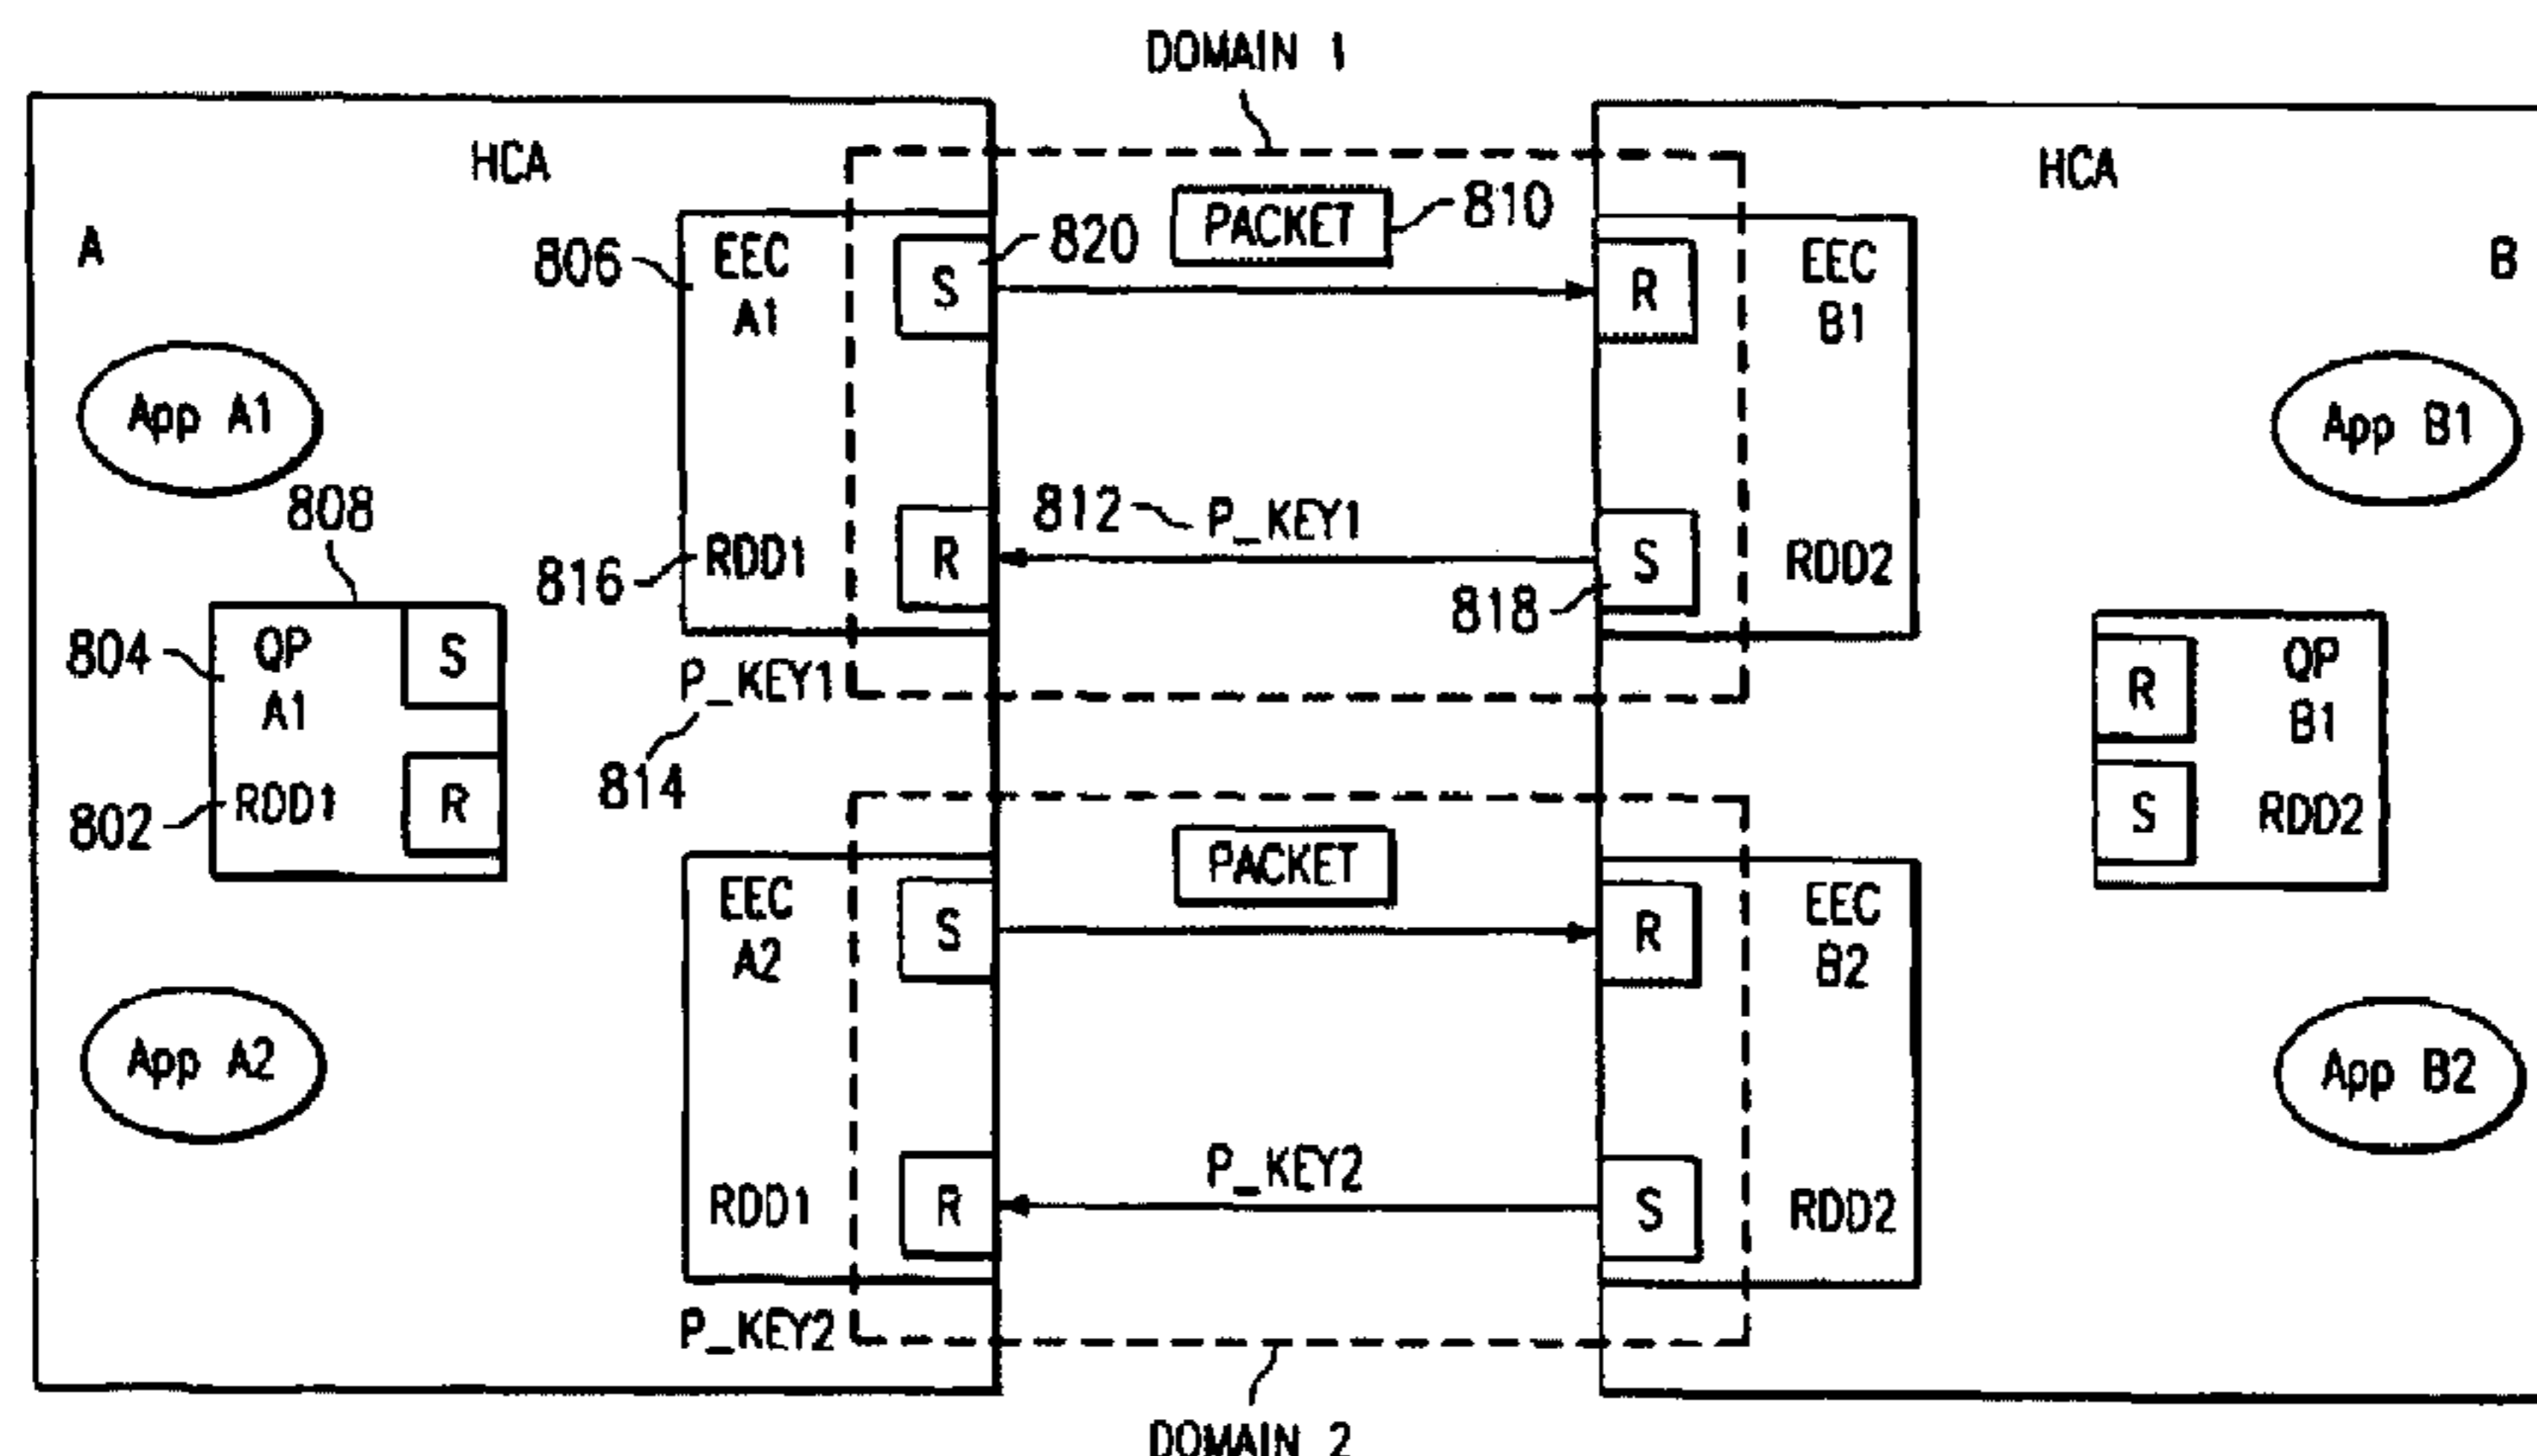 DOMAIN 1
HCA
HCA
A
B
806
EEC
A1
S
820
PACKET
810
R
EEC
B1
App A1
App B1
808
812
P_KEY1
816
RDD1
R
818
S
RDD2
804
QP
A1
S
P_KEY1
814
802
RDD1
R
R
QP
B1
S
RDD2
EEC
A2
S
PACKET
R
EEC
B2
App A2
App B2
RDD1
R
P_KEY2
S
RDD2
P_KEY2
DOMAIN 2